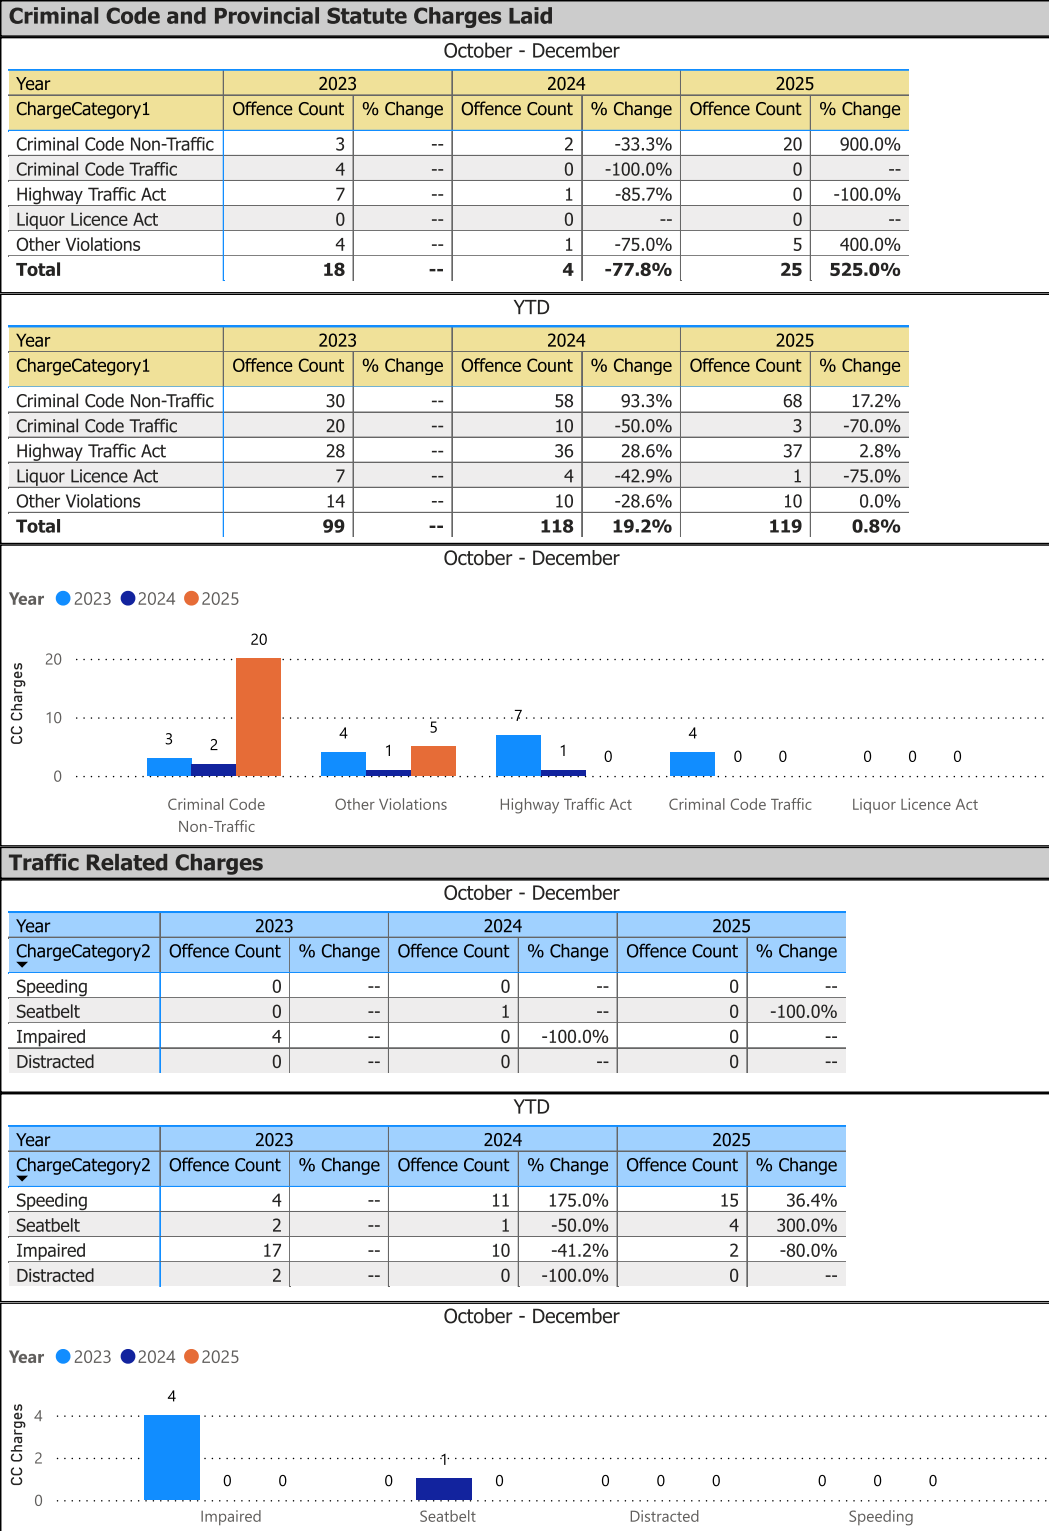 Criminal Code and Provincial Statute Charges Laid
October - December
Year 2023 2024 2025
ChargeCategory1 Offence Count % Change Offence Count % Change Offence Count % Change
Criminal Code Non-Traffic 3 -- 2 -33.3% 20 900.0%
Criminal Code Traffic 4 -- 0 -100.0% 0 --
Highway Traffic Act 7 -- 1 -85.7% 0 -100.0%
Liquor Licence Act 0 -- 0 -- 0 --
Other Violations 4 -- 1 -75.0% 5 400.0%
Total 18 -- 4 -77.8% 25 525.0%
YTD
Year 2023 2024 2025
ChargeCategory1 Offence Count % Change Offence Count % Change Offence Count % Change
Criminal Code Non-Traffic 30 -- 58 93.3% 68 17.2%
Criminal Code Traffic 20 -- 10 -50.0% 3 -70.0%
Highway Traffic Act 28 -- 36 28.6% 37 2.8%
Liquor Licence Act 7 -- 4 -42.9% 1 -75.0%
Other Violations 14 -- 10 -28.6% 10 0.0%
Total 99 -- 118 19.2% 119 0.8%
October - December
Year 2023 2024 2025
CC Charges
20
10
0
3 2 20
4 1 5
7 1 0
4 0 0
0 0 0
Criminal Code Non-Traffic
Other Violations
Highway Traffic Act
Criminal Code Traffic
Liquor Licence Act
Traffic Related Charges
October - December
Year 2023 2024 2025
ChargeCategory2 Offence Count % Change Offence Count % Change Offence Count % Change
Speeding 0 -- 0 -- 0 --
Seatbelt 0 -- 1 -- 0 -100.0%
Impaired 4 -- 0 -100.0% 0 --
Distracted 0 -- 0 -- 0 --
YTD
Year 2023 2024 2025
ChargeCategory2 Offence Count % Change Offence Count % Change Offence Count % Change
Speeding 4 -- 11 175.0% 15 36.4%
Seatbelt 2 -- 1 -50.0% 4 300.0%
Impaired 17 -- 10 -41.2% 2 -80.0%
Distracted 2 -- 0 -100.0% 0 --
October - December
Year 2023 2024 2025
CC Charges
4
2
0
4 0 0
0 1 0
0 0 0
0 0 0
Impaired
Seatbelt
Distracted
Speeding